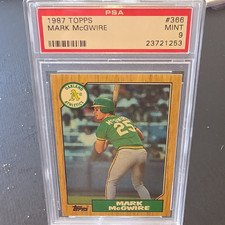 PSA
1987 TOPPS #366
MARK McGWIRE MINT
9
23721253
OAKLAND
ATHLETICS
25
Topps
MARK
McGWIRE